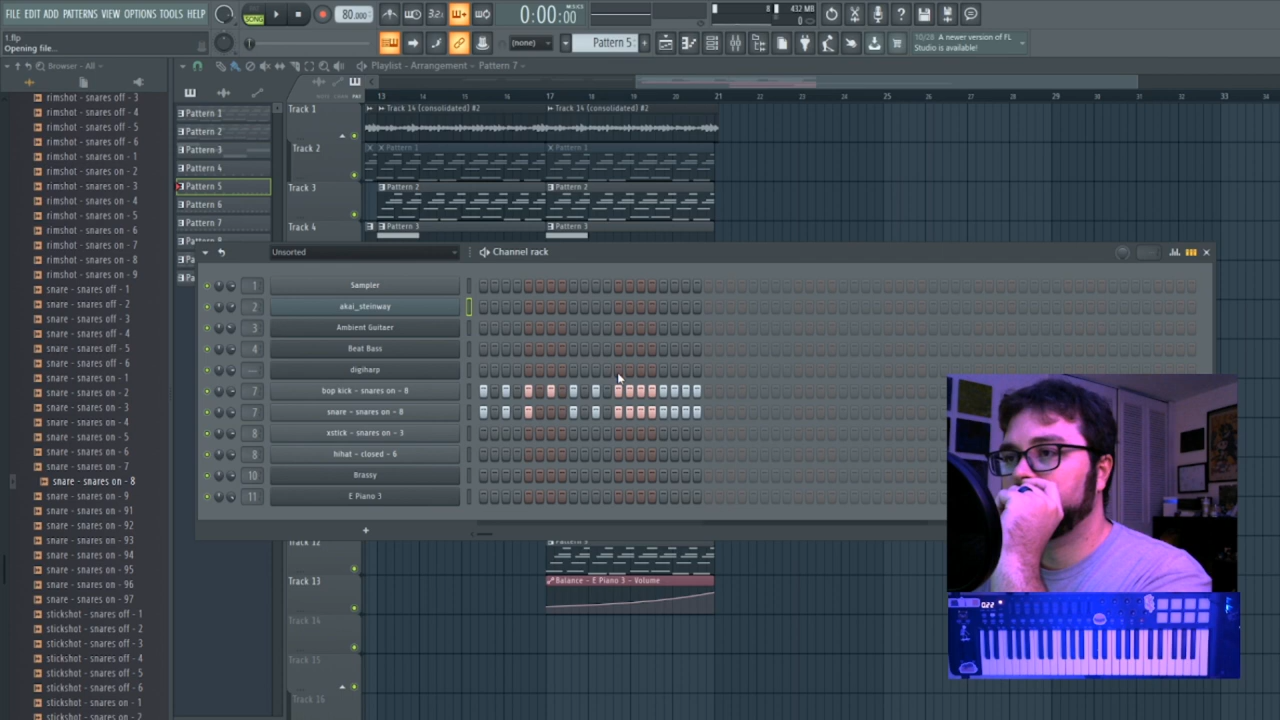 FILE EDIT ADD PATTERNS VIEW OPTIONS TOOLS HELP
SONG
80.000
3.2:
0:00:00
M:S:CS
8
432 MB
0
1.flp
Opening file...
(none)
Pattern 5
10/28 A newer version of FL
Studio is available!
Browser - All
Playlist - Arrangement - Pattern 7
rimshot - snares off - 3
rimshot - snares off - 4
rimshot - snares off - 5
rimshot - snares off - 6
rimshot - snares on - 1
rimshot - snares on - 2
rimshot - snares on - 3
rimshot - snares on - 4
rimshot - snares on - 5
rimshot - snares on - 6
rimshot - snares on - 7
rimshot - snares on - 8
rimshot - snares on - 9
snare - snares off - 1
snare - snares off - 2
snare - snares off - 3
snare - snares off - 4
snare - snares off - 5
snare - snares off - 6
snare - snares on - 1
snare - snares on - 2
snare - snares on - 3
snare - snares on - 4
snare - snares on - 5
snare - snares on - 6
snare - snares on - 7
snare - snares on - 8
snare - snares on - 9
snare - snares on - 91
snare - snares on - 92
snare - snares on - 93
snare - snares on - 94
snare - snares on - 95
snare - snares on - 96
snare - snares on - 97
stickshot - snares off - 1
stickshot - snares off - 2
stickshot - snares off - 3
stickshot - snares off - 4
stickshot - snares off - 5
stickshot - snares off - 6
stickshot - snares on - 1
stickshot - snares on - 2
Pattern 1
Pattern 2
Pattern 3
Pattern 4
Pattern 5
Pattern 6
Pattern 7
Pattern 8
13 14 15 16 17 18 19 20 21 22 23 24 25 26 27 28 29 30 31 32 33 34
Track 1
Track 14 (consolidated) #2
Track 14 (consolidated) #2
Track 2
Pattern 1
Pattern 1
Track 3
Pattern 2
Pattern 2
Track 4
Pattern 3
Pattern 3
Unsorted
Channel rack
1 Sampler
2 akai_steinway
3 Ambient Guitaer
4 Beat Bass
--- digiharp
7 bop kick - snares on - 8
7 snare - snares on - 8
8 xstick - snares on - 3
8 hihat - closed - 6
10 Brassy
11 E Piano 3
+
Track 12
Track 13
Balance - E Piano 3 - Volume
Track 14
Track 15
Track 16
022